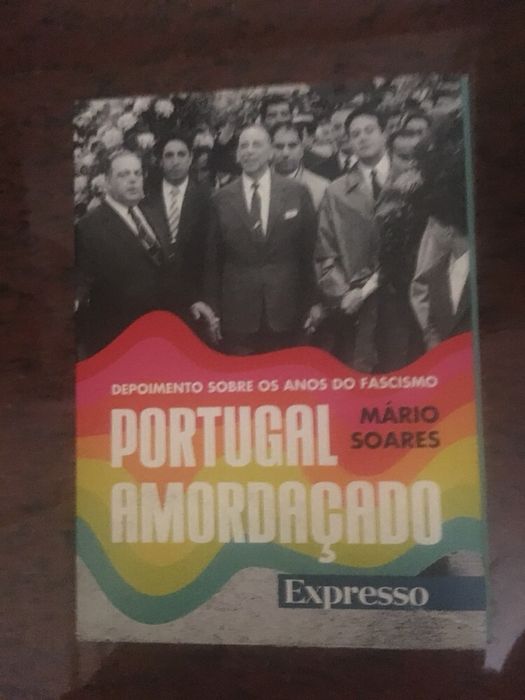 DEPOIMENTO SOBRE OS ANOS DO FASCISMO
MÁRIO
SOARES
PORTUGAL
AMORDAÇADO
Expresso